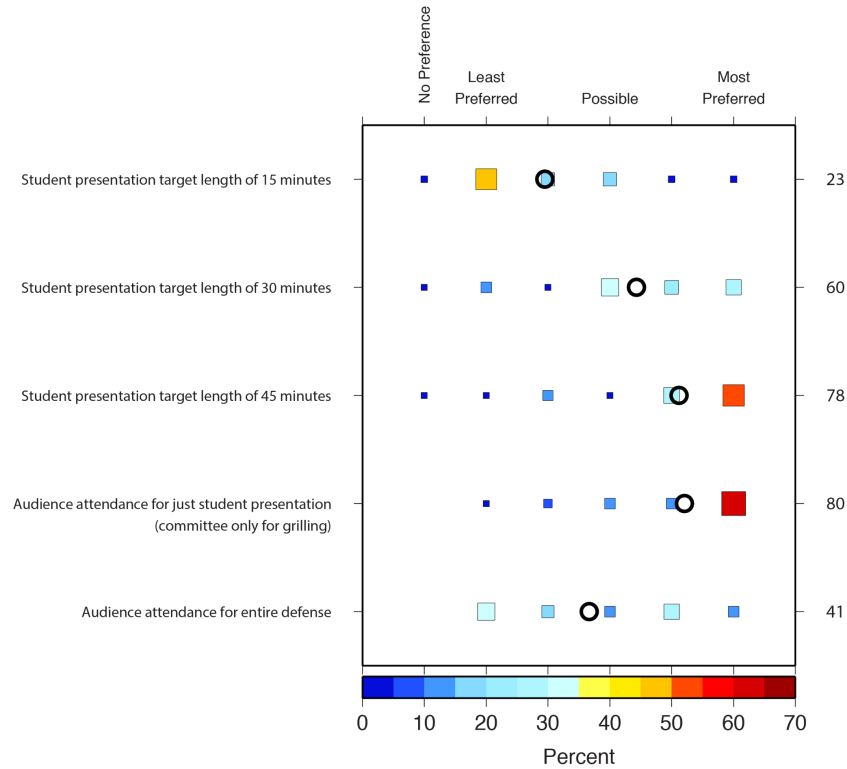 No Preference
Least
Preferred
Possible
Most
Preferred
Student presentation target length of 15 minutes
23
Student presentation target length of 30 minutes
60
Student presentation target length of 45 minutes
78
Audience attendance for just student presentation
(committee only for grilling)
80
Audience attendance for entire defense
41
0 10 20 30 40 50 60 70
Percent